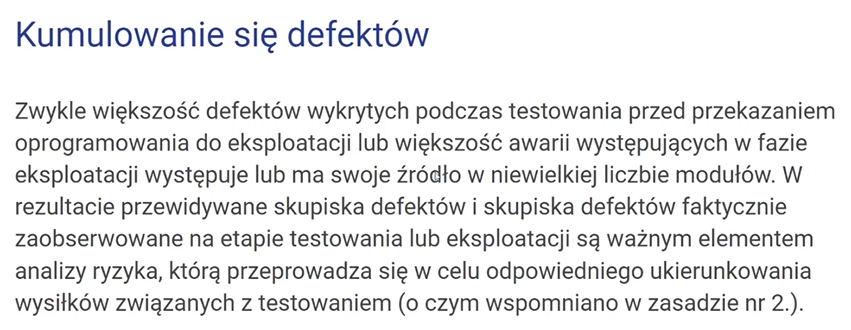 Kumulowanie się defektów
Zwykle większość defektów wykrytych podczas testowania przed przekazaniem
oprogramowania do eksploatacji lub większość awarii występujących w fazie
eksploatacji występuje lub ma swoje źródło w niewielkiej liczbie modułów. W
rezultacie przewidywane skupiska defektów i skupiska defektów faktycznie
zaobserwowane na etapie testowania lub eksploatacji są ważnym elementem
analizy ryzyka, którą przeprowadza się w celu odpowiedniego ukierunkowania
wysiłków związanych z testowaniem (o czym wspomniano w zasadzie nr 2.).